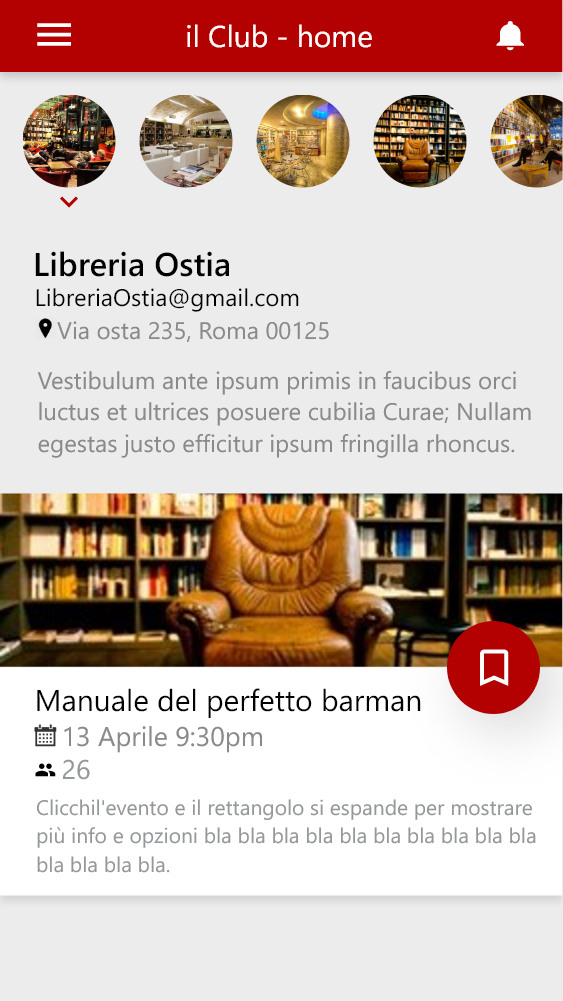 il Club - home
Libreria Ostia
LibreriaOstia@gmail.com
Via osta 235, Roma 00125
Vestibulum ante ipsum primis in faucibus orci
luctus et ultrices posuere cubilia Curae; Nullam
egestas justo efficitur ipsum fringilla rhoncus.
Manuale del perfetto barman
13 Aprile 9:30pm
26
Clicchil'evento e il rettangolo si espande per mostrare
più info e opzioni bla bla bla bla bla bla bla bla bla bla
bla bla bla bla.